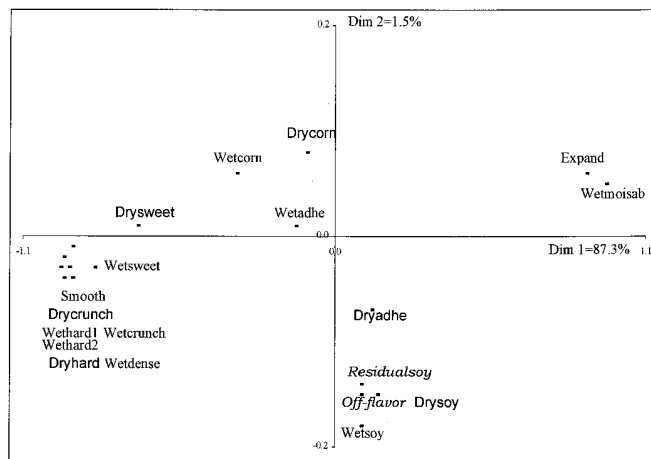 0.2
Dim 2=1.5%
Drycorn
Wetcorn
Expand
Wetmoisab
Drysweet
Wetadhe
0.0
-1.1
0.0
Dim 1=87.3%
1.1
Wetsweet
Smooth
Drycrunch
Dryadhe
Wethard1 Wetcrunch
Wethard2
Dryhard Wetdense
Residualsoy
Off-flavor Drysoy
Wetsoy
-0.2